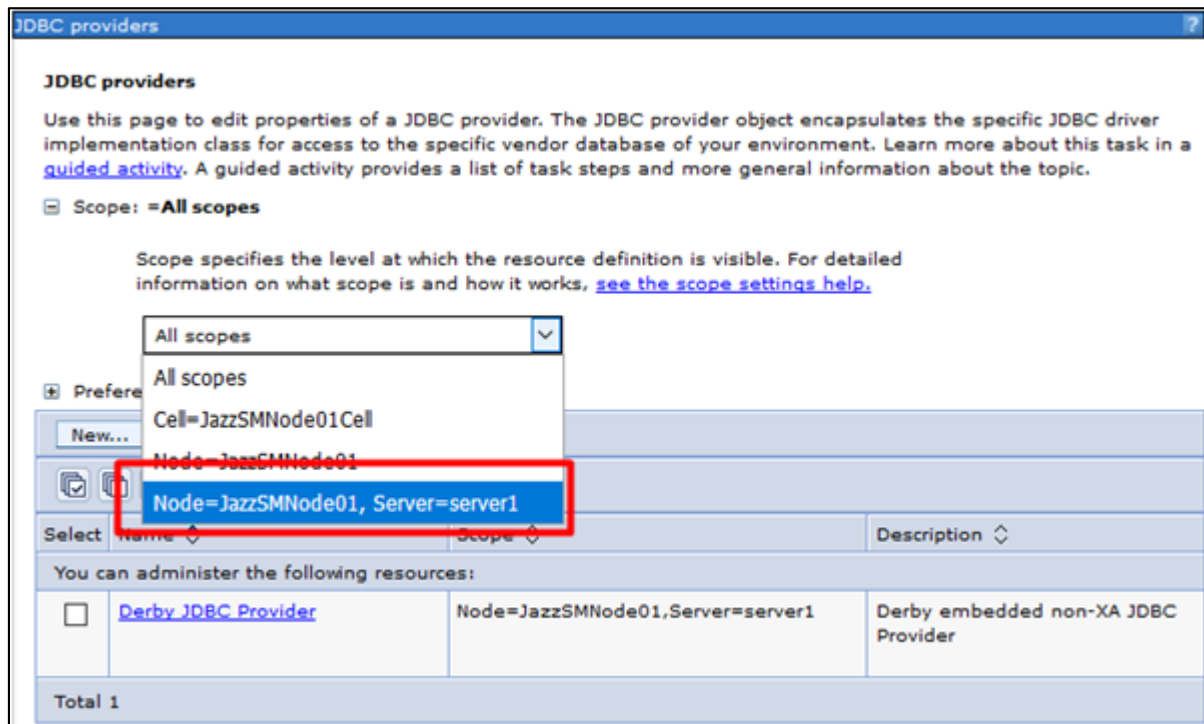 JDBC providers
?
JDBC providers
Use this page to edit properties of a JDBC provider. The JDBC provider object encapsulates the specific JDBC driver
implementation class for access to the specific vendor database of your environment. Learn more about this task in a
guided activity. A guided activity provides a list of task steps and more general information about the topic.
Scope: =All scopes
Scope specifies the level at which the resource definition is visible. For detailed
information on what scope is and how it works, see the scope settings help.
All scopes
All scopes
Prefere
Cell=JazzSMNode01Cell
New...
Node=JazzSMNode01
Node=JazzSMNode01, Server=server1
Select Name Scope Description
You can administer the following resources:
Derby JDBC Provider Node=JazzSMNode01,Server=server1 Derby embedded non-XA JDBC
Provider
Total 1